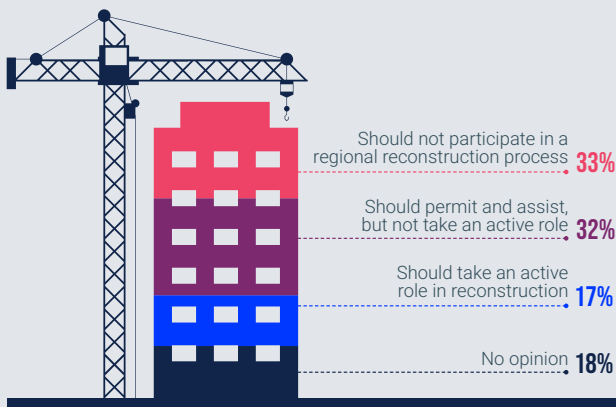 Should not participate in a
regional reconstruction process
33%
Should permit and assist,
but not take an active role
32%
Should take an active
role in reconstruction
17%
No opinion
18%